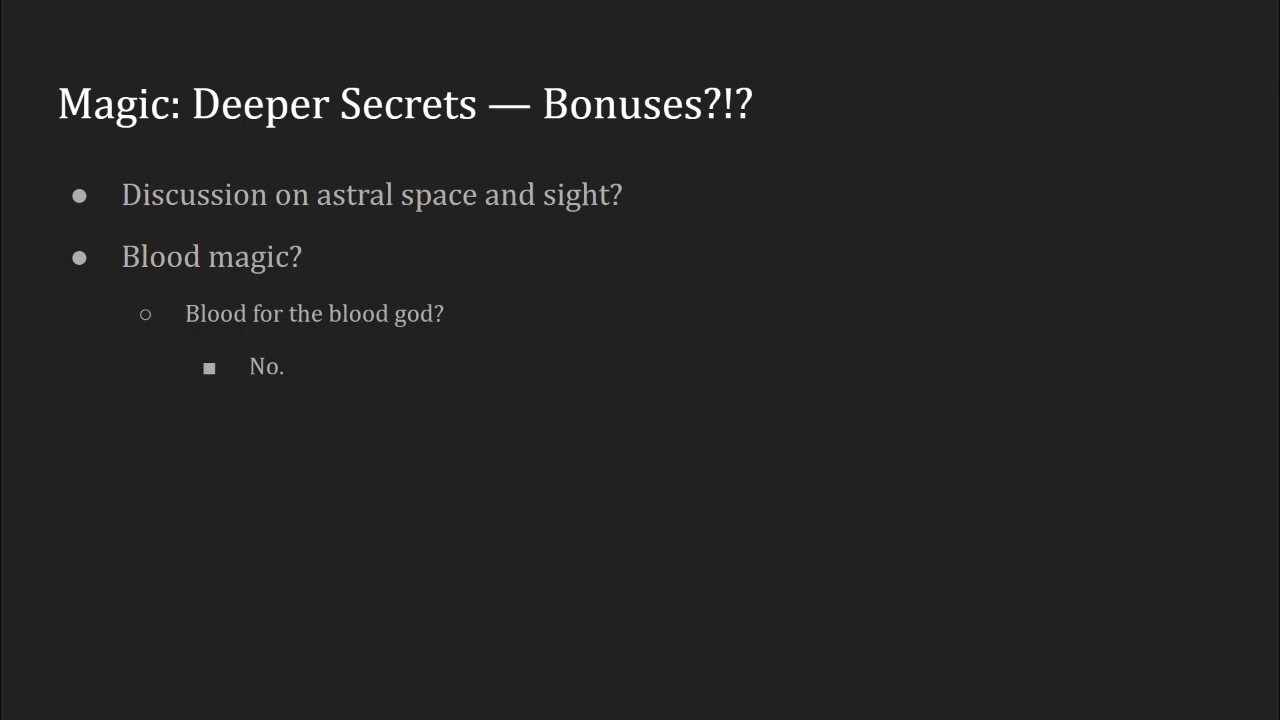 Magic: Deeper Secrets — Bonuses?!?
● Discussion on astral space and sight?
● Blood magic?
○ Blood for the blood god?
■ No.